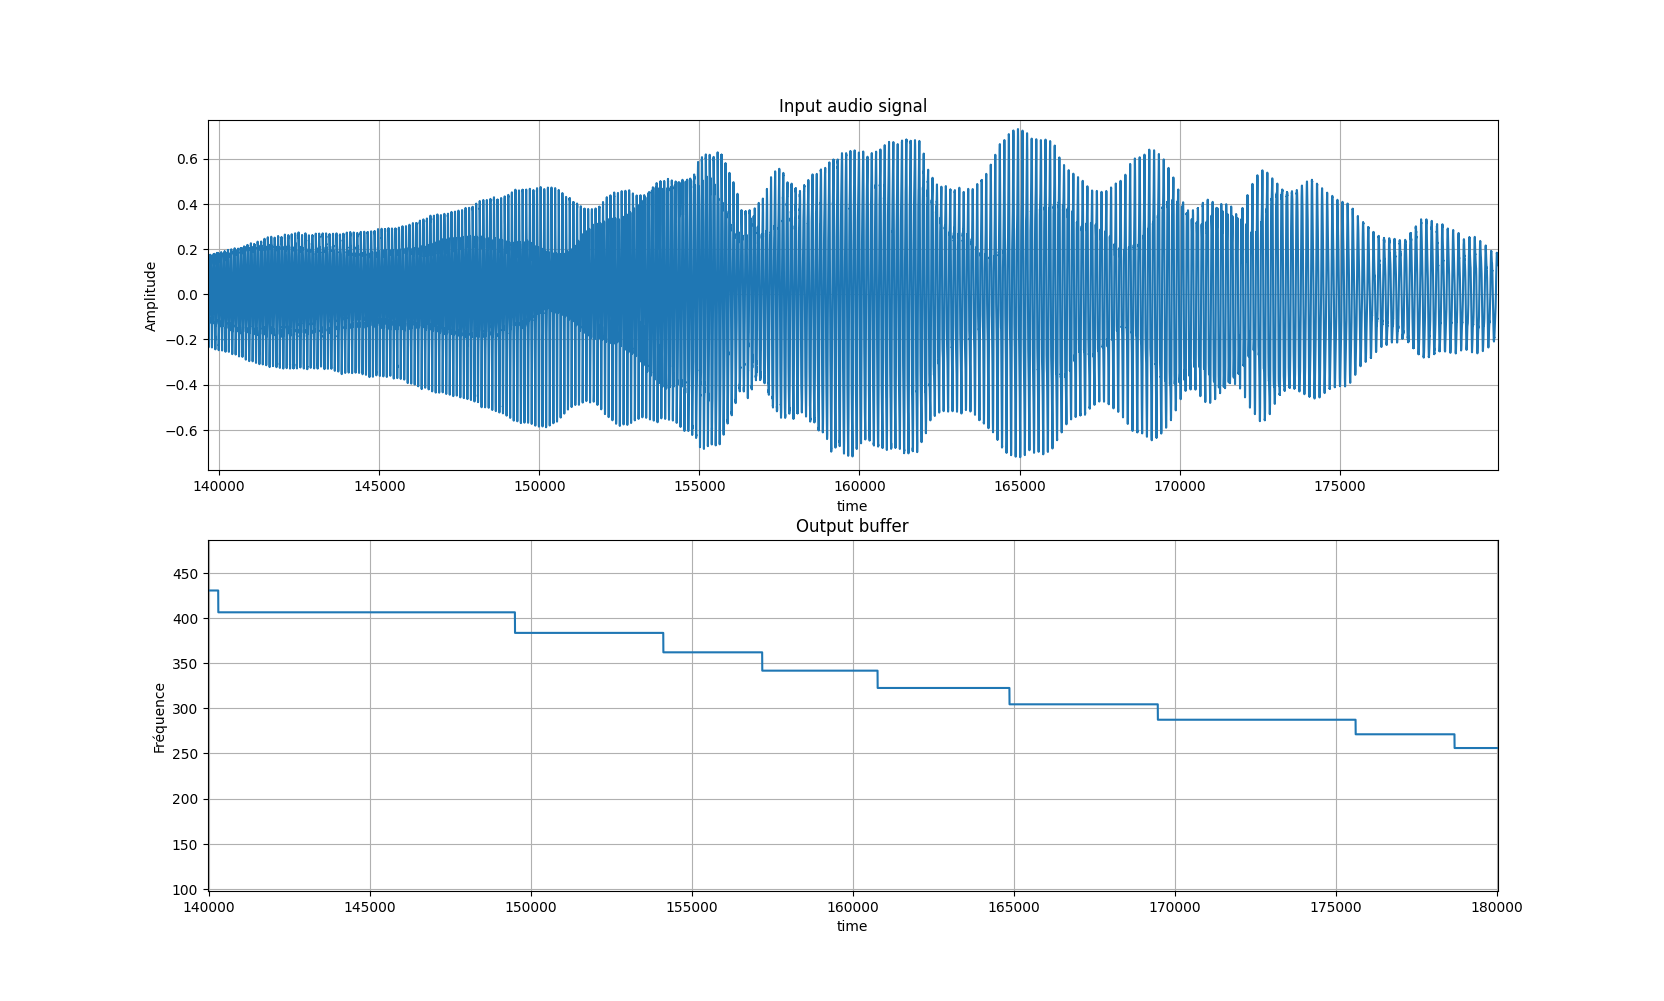 Input audio signal
0.6
0.4
0.2
0.0
−0.2
−0.4
−0.6
Amplitude
140000 145000 150000 155000 160000 165000 170000 175000
time
Output buffer
450
400
350
300
250
200
150
100
Fréquence
140000 145000 150000 155000 160000 165000 170000 175000 180000
time